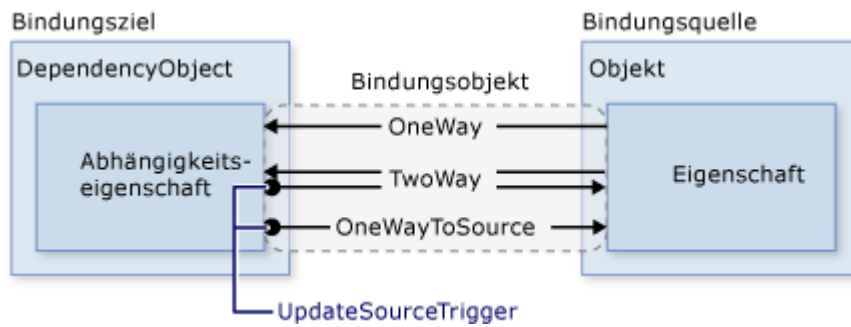 Bindungsziel
Bindungsquelle
DependencyObject
Objekt
Bindungsobjekt
OneWay
Abhängigkeits-
eigenschaft
TwoWay
Eigenschaft
OneWayToSource
UpdateSourceTrigger